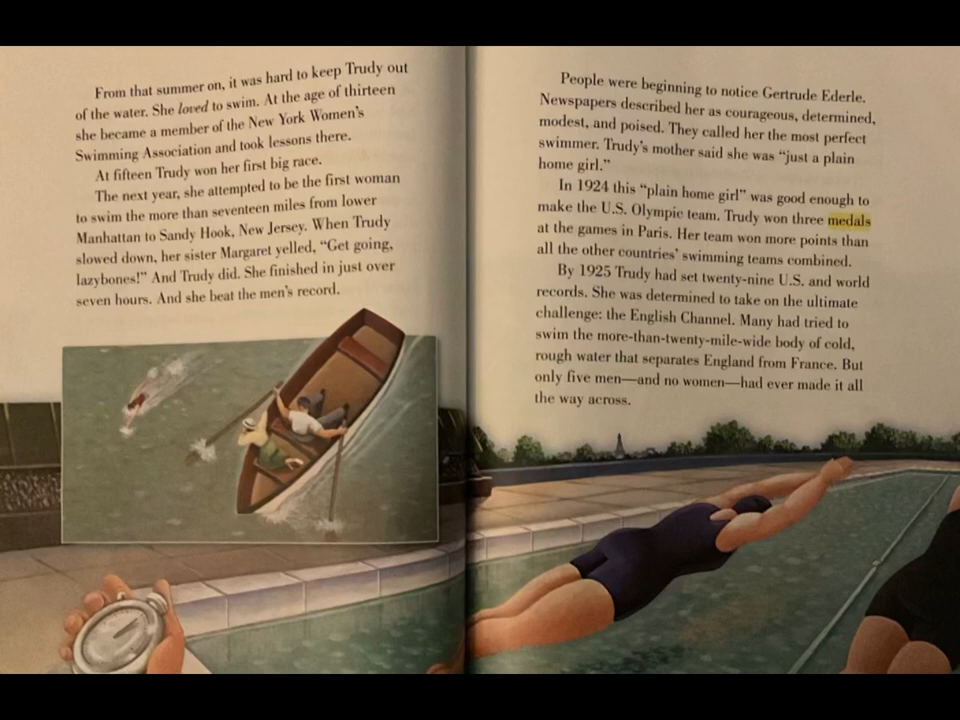 From that summer on, it was hard to keep Trudy out
of the water. She loved to swim. At the age of thirteen
she became a member of the New York Women's
Swimming Association and took lessons there.
At fifteen Trudy won her first big race.
The next year, she attempted to be the first woman
to swim the more than seventeen miles from lower
Manhattan to Sandy Hook, New Jersey. When Trudy
slowed down, her sister Margaret yelled, “Get going,
lazybones!” And Trudy did. She finished in just over
seven hours. And she beat the men's record.
People were beginning to notice Gertrude Ederle.
Newspapers described her as courageous, determined,
modest, and poised. They called her the most perfect
swimmer. Trudy's mother said she was “just a plain
home girl.”
In 1924 this “plain home girl” was good enough to
make the U.S. Olympic team. Trudy won three medals
at the games in Paris. Her team won more points than
all the other countries' swimming teams combined.
By 1925 Trudy had set twenty-nine U.S. and world
records. She was determined to take on the ultimate
challenge: the English Channel. Many had tried to
swim the more-than-twenty-mile-wide body of cold,
rough water that separates England from France. But
only five men—and no women—had ever made it all
the way across.